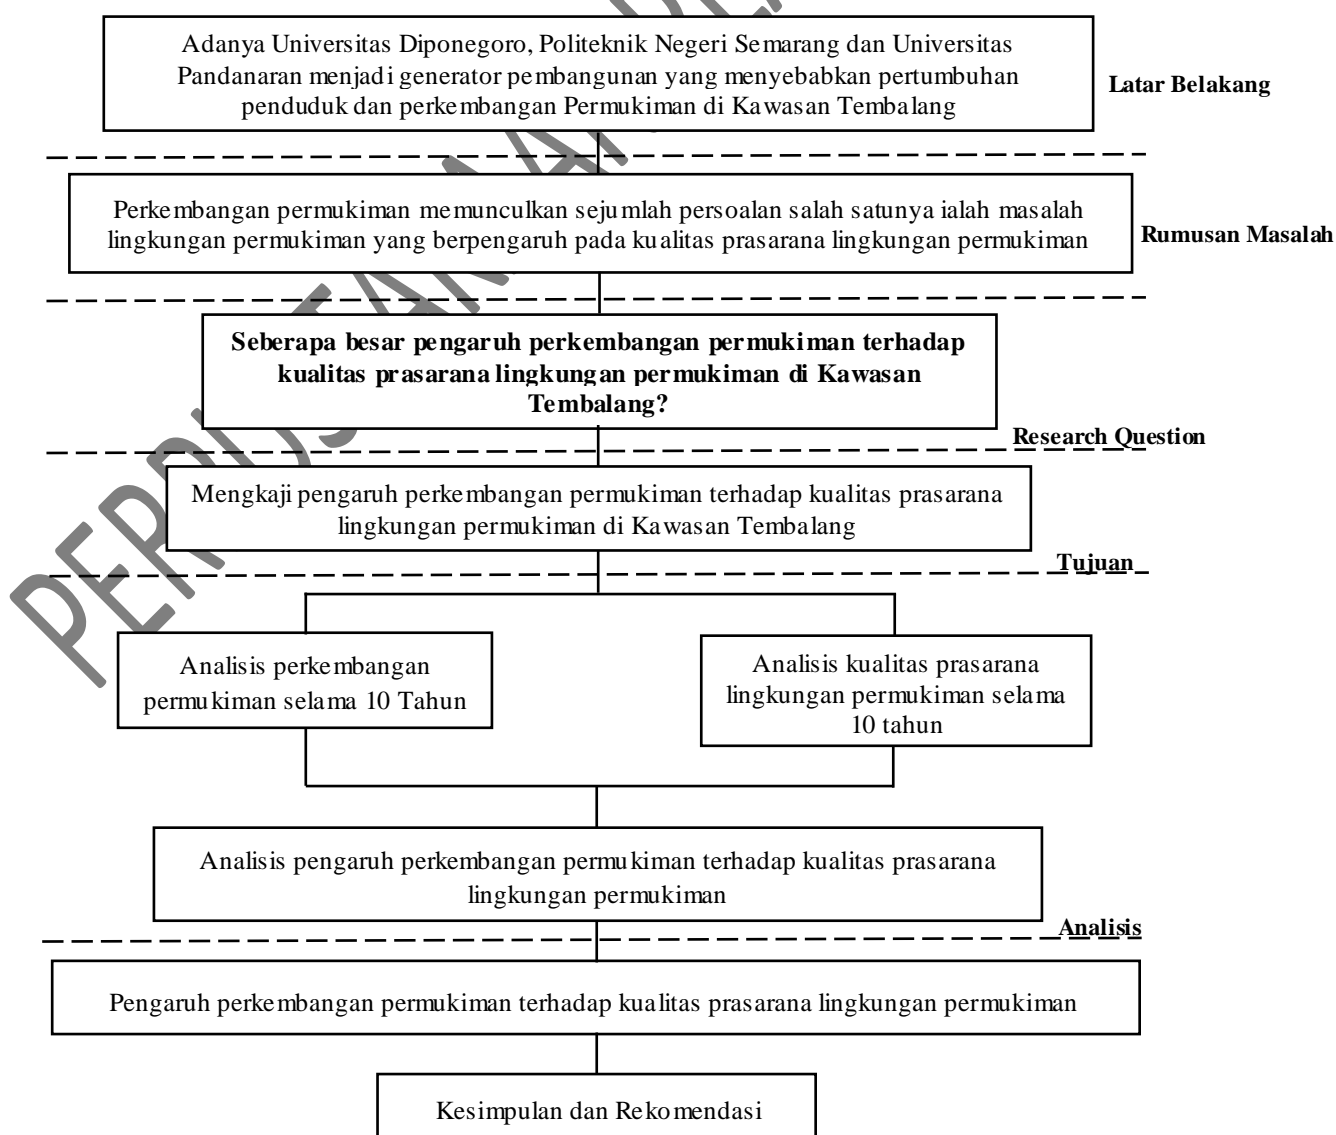 Adanya Universitas Diponegoro, Politeknik Negeri Semarang dan Universitas
Pandanaran menjadi generator pembangunan yang menyebabkan pertumbuhan
penduduk dan perkembangan Permukiman di Kawasan Tembalang
Latar Belakang
Perkembangan permukiman memunculkan sejumlah persoalan salah satunya ialah masalah
lingkungan permukiman yang berpengaruh pada kualitas prasarana lingkungan permukiman
Rumusan Masalah
Seberapa besar pengaruh perkembangan permukiman terhadap
kualitas prasarana lingkungan permukiman di Kawasan
Tembalang?
Research Question
Mengkaji pengaruh perkembangan permukiman terhadap kualitas prasarana
lingkungan permukiman di Kawasan Tembalang
Tujuan
Analisis perkembangan
permukiman selama 10 Tahun
Analisis kualitas prasarana
lingkungan permukiman selama
10 tahun
Analisis pengaruh perkembangan permukiman terhadap kualitas prasarana
lingkungan permukiman
Analisis
Pengaruh perkembangan permukiman terhadap kualitas prasarana lingkungan permukiman
Kesimpulan dan Rekomendasi